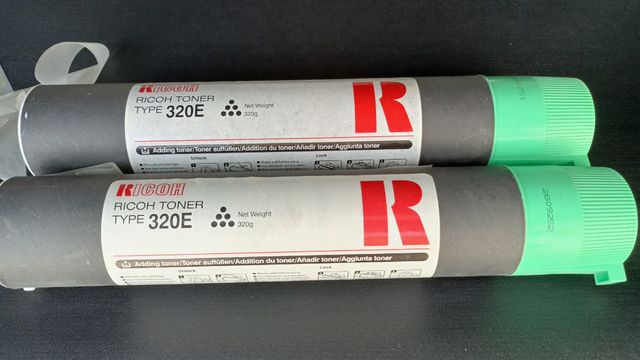 RICOH
RICOH TONER
TYPE 320E
Net Weight
320g
R
Adding toner/Toner auffüllen/Addition du toner/Añadir toner/Aggiunta toner
Unlock
Lock
RICOH
RICOH TONER
TYPE 320E
Net Weight
320g
R
Adding toner/Toner auffüllen/Addition du toner/Añadir toner/Aggiunta toner
Unlock
Lock